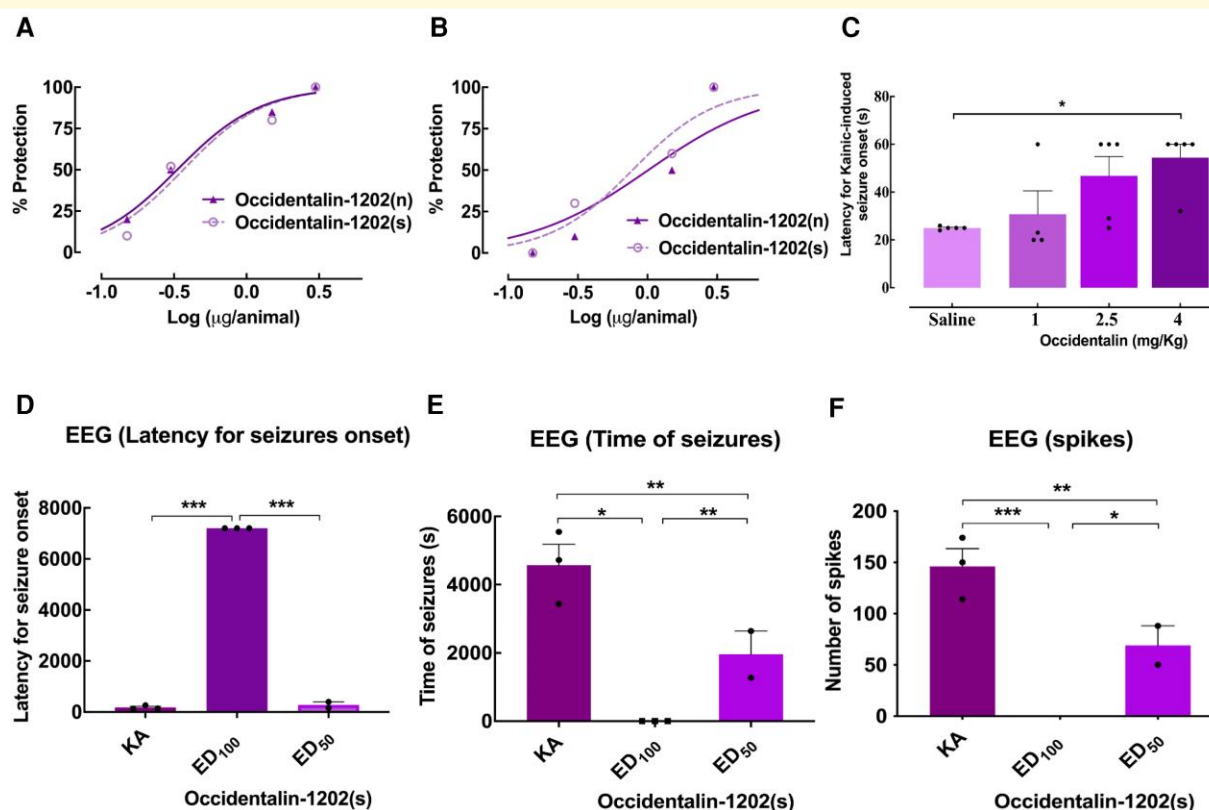 A
% Protection
100
75
50
25
0
Occidentalin-1202(n)
Occidentalin-1202(s)
-1.0 -0.5 0.0 0.5
Log (μg/animal)
B
% Protection
100
75
50
25
0
Occidentalin-1202(n)
Occidentalin-1202(s)
-1.0 -0.5 0.0 0.5
Log (μg/animal)
C
Latency for Kainic-induced
seizure onset (s)
80
60
40
20
0
*
Saline 1 2.5 4
Occidentalin (mg/Kg)
D
EEG (Latency for seizures onset)
Latency for seizure onset
8000
6000
4000
2000
0
*** ***
KA ED100 ED50
Occidentalin-1202(s)
E
EEG (Time of seizures)
Time of seizures (s)
6000
4000
2000
0
**
* **
KA ED100 ED50
Occidentalin-1202(s)
F
EEG (spikes)
Number of spikes
200
150
100
50
0
**
*** *
KA ED100 ED50
Occidentalin-1202(s)